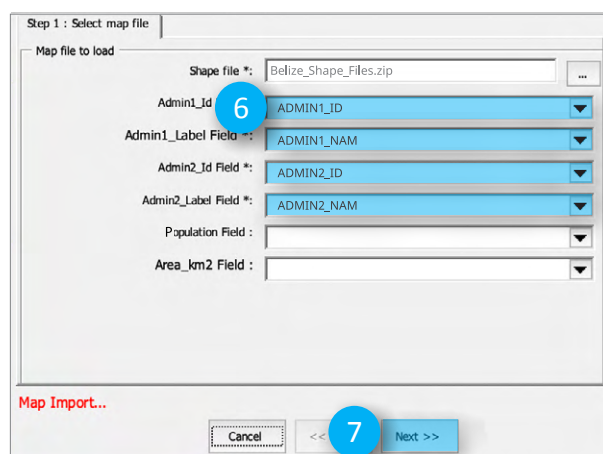 Step 1 : Select map file
Map file to load
Shape file *: Belize_Shape_Files.zip ...
Admin1_Id 6 ADMIN1_ID
Admin1_Label Field *: ADMIN1_NAM
Admin2_Id Field *: ADMIN2_ID
Admin2_Label Field *: ADMIN2_NAM
Population Field :
Area_km2 Field :
Map Import...
Cancel << 7 Next >>